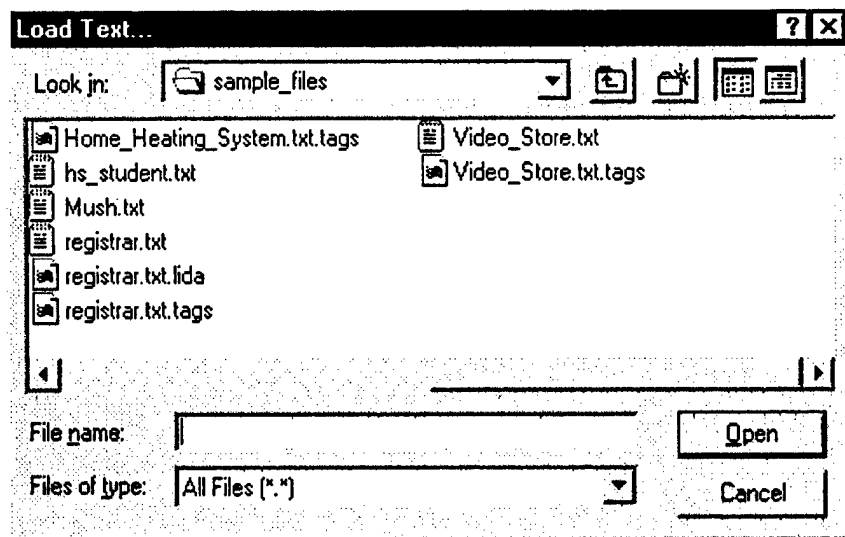 Load Text...
Look in: sample_files
Home_Heating_System.txt.tags
hs_student.txt
Mush.txt
registrar.txt
registrar.txt.lida
registrar.txt.tags
Video_Store.txt
Video_Store.txt.tags
File name: Open
Files of type: All Files (*.*) Cancel